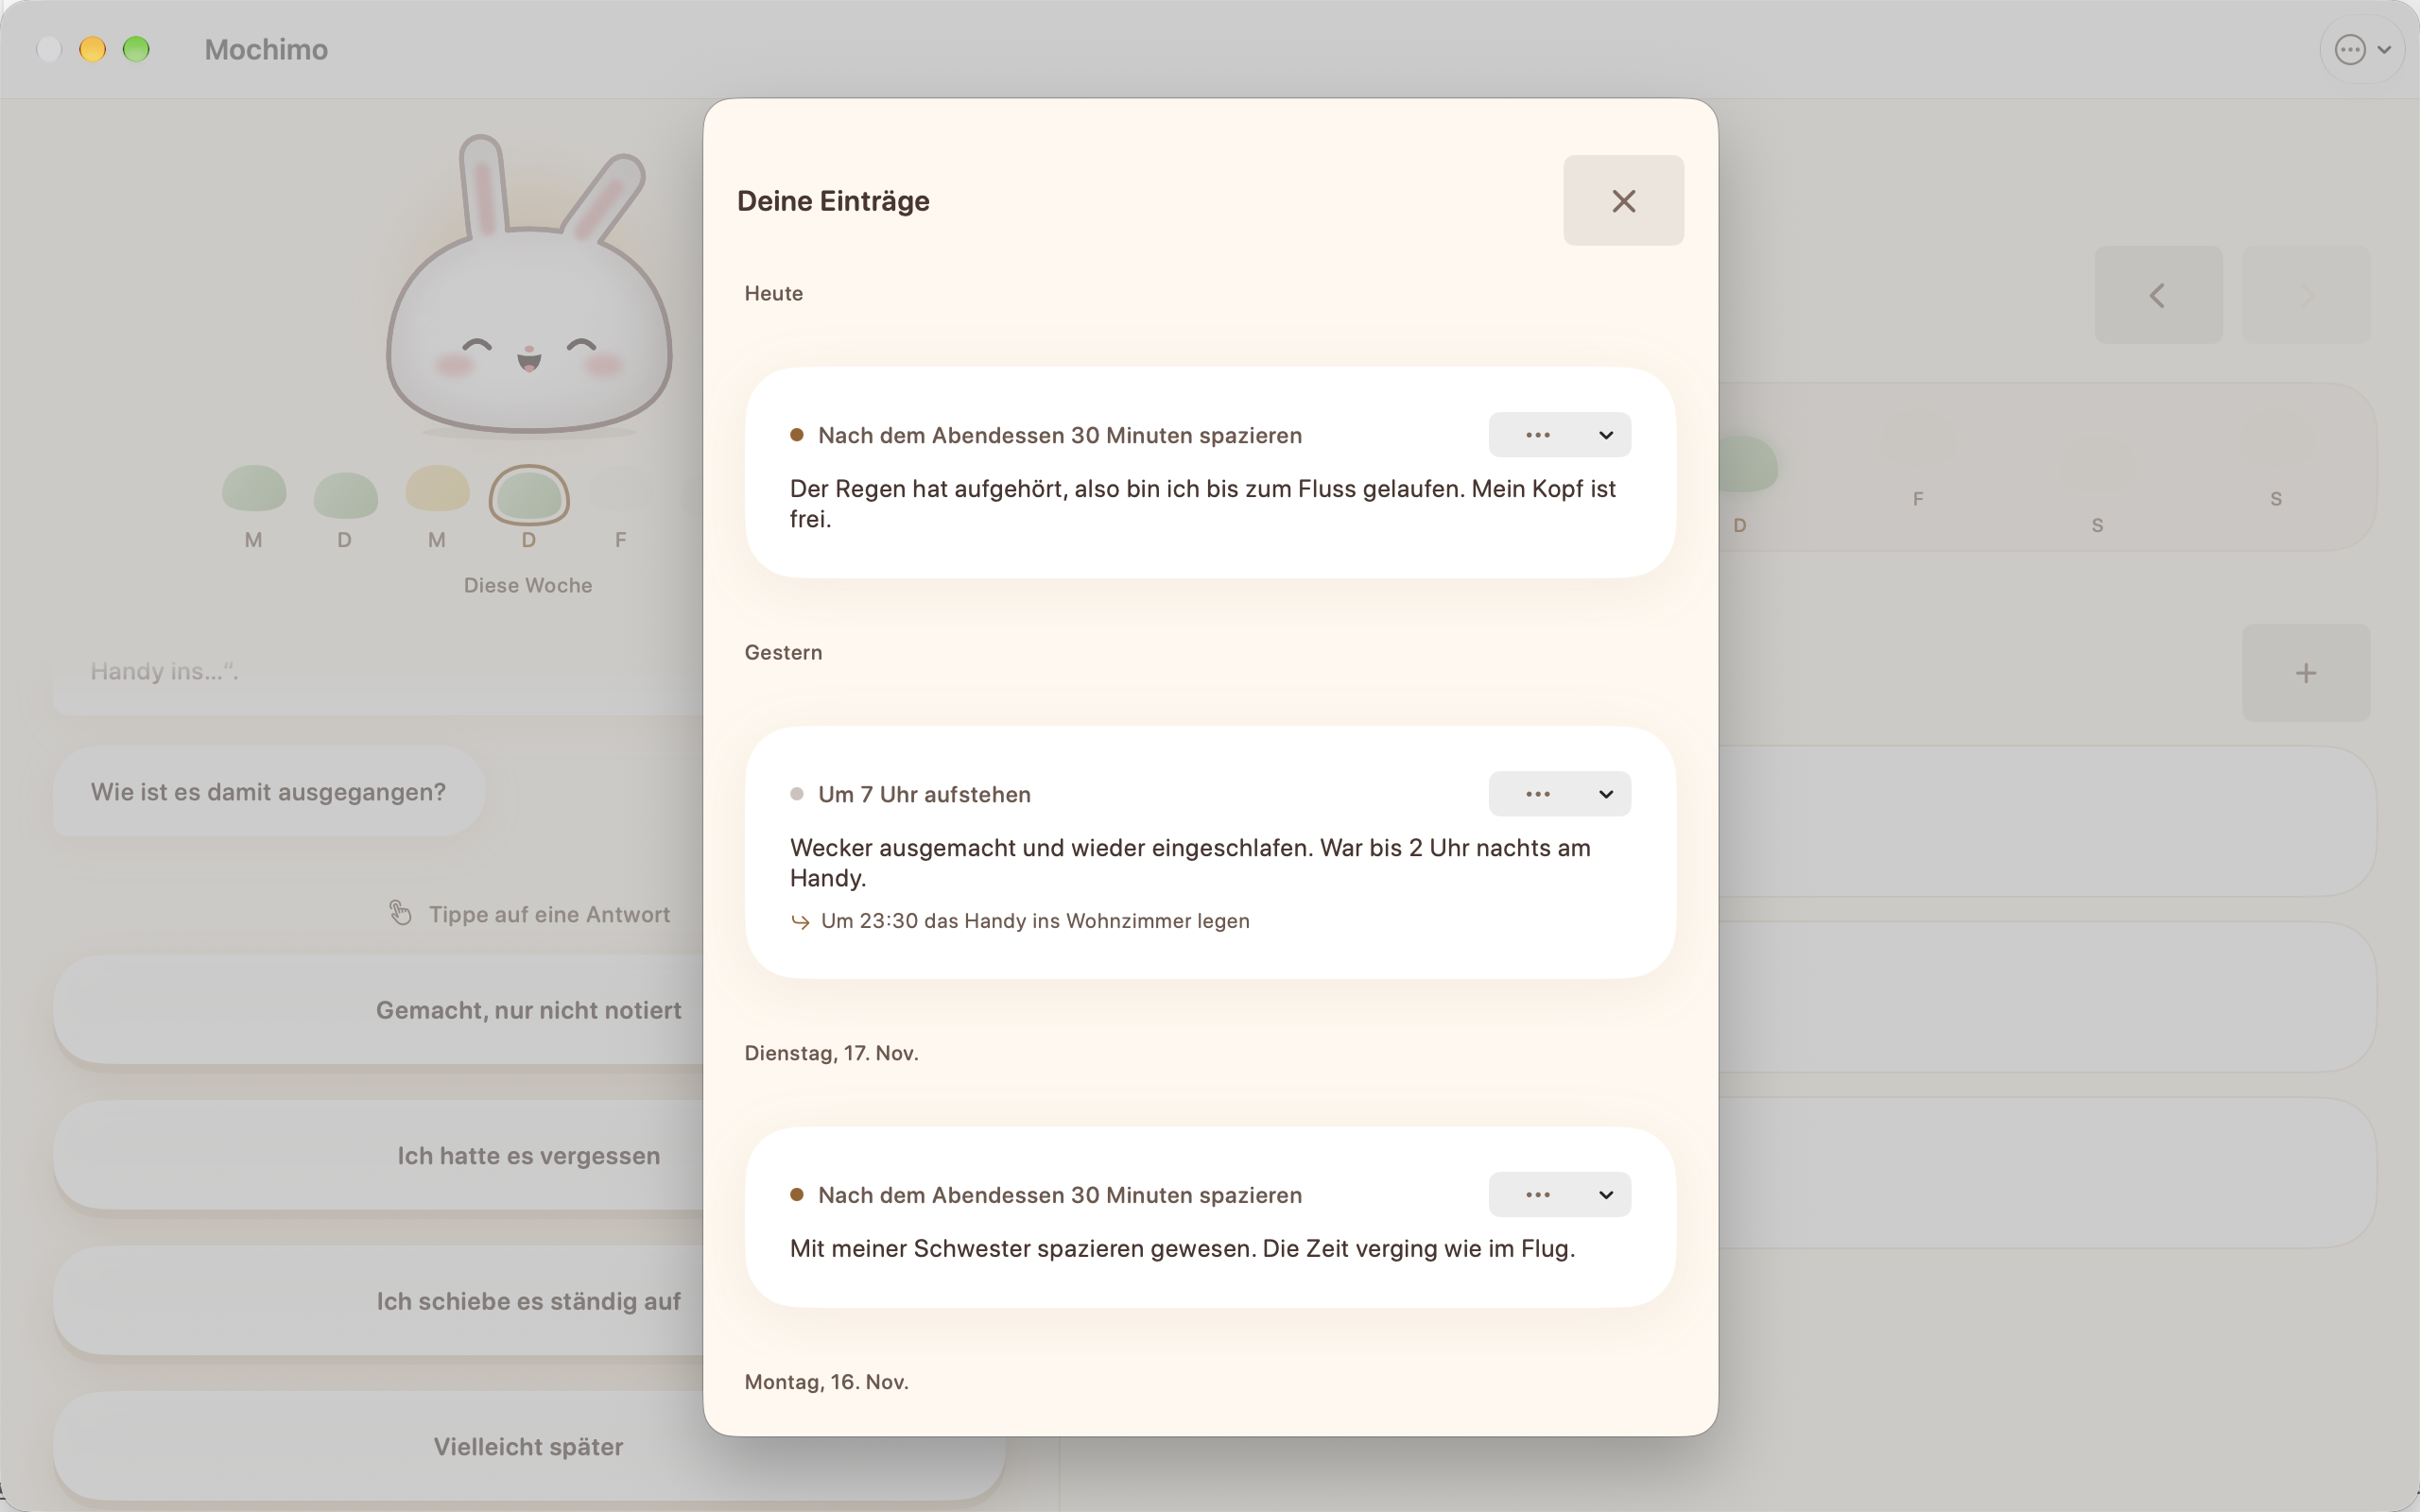 Mochimo
M D M D F
Diese Woche
Handy ins…“.
Wie ist es damit ausgegangen?
Tippe auf eine Antwort
Gemacht, nur nicht notiert
Ich hatte es vergessen
Ich schiebe es ständig auf
Vielleicht später
Deine Einträge
Heute
Nach dem Abendessen 30 Minuten spazieren
Der Regen hat aufgehört, also bin ich bis zum Fluss gelaufen. Mein Kopf ist
frei.
Gestern
Um 7 Uhr aufstehen
Wecker ausgemacht und wieder eingeschlafen. War bis 2 Uhr nachts am
Handy.
Um 23:30 das Handy ins Wohnzimmer legen
Dienstag, 17. Nov.
Nach dem Abendessen 30 Minuten spazieren
Mit meiner Schwester spazieren gewesen. Die Zeit verging wie im Flug.
Montag, 16. Nov.
D F S S